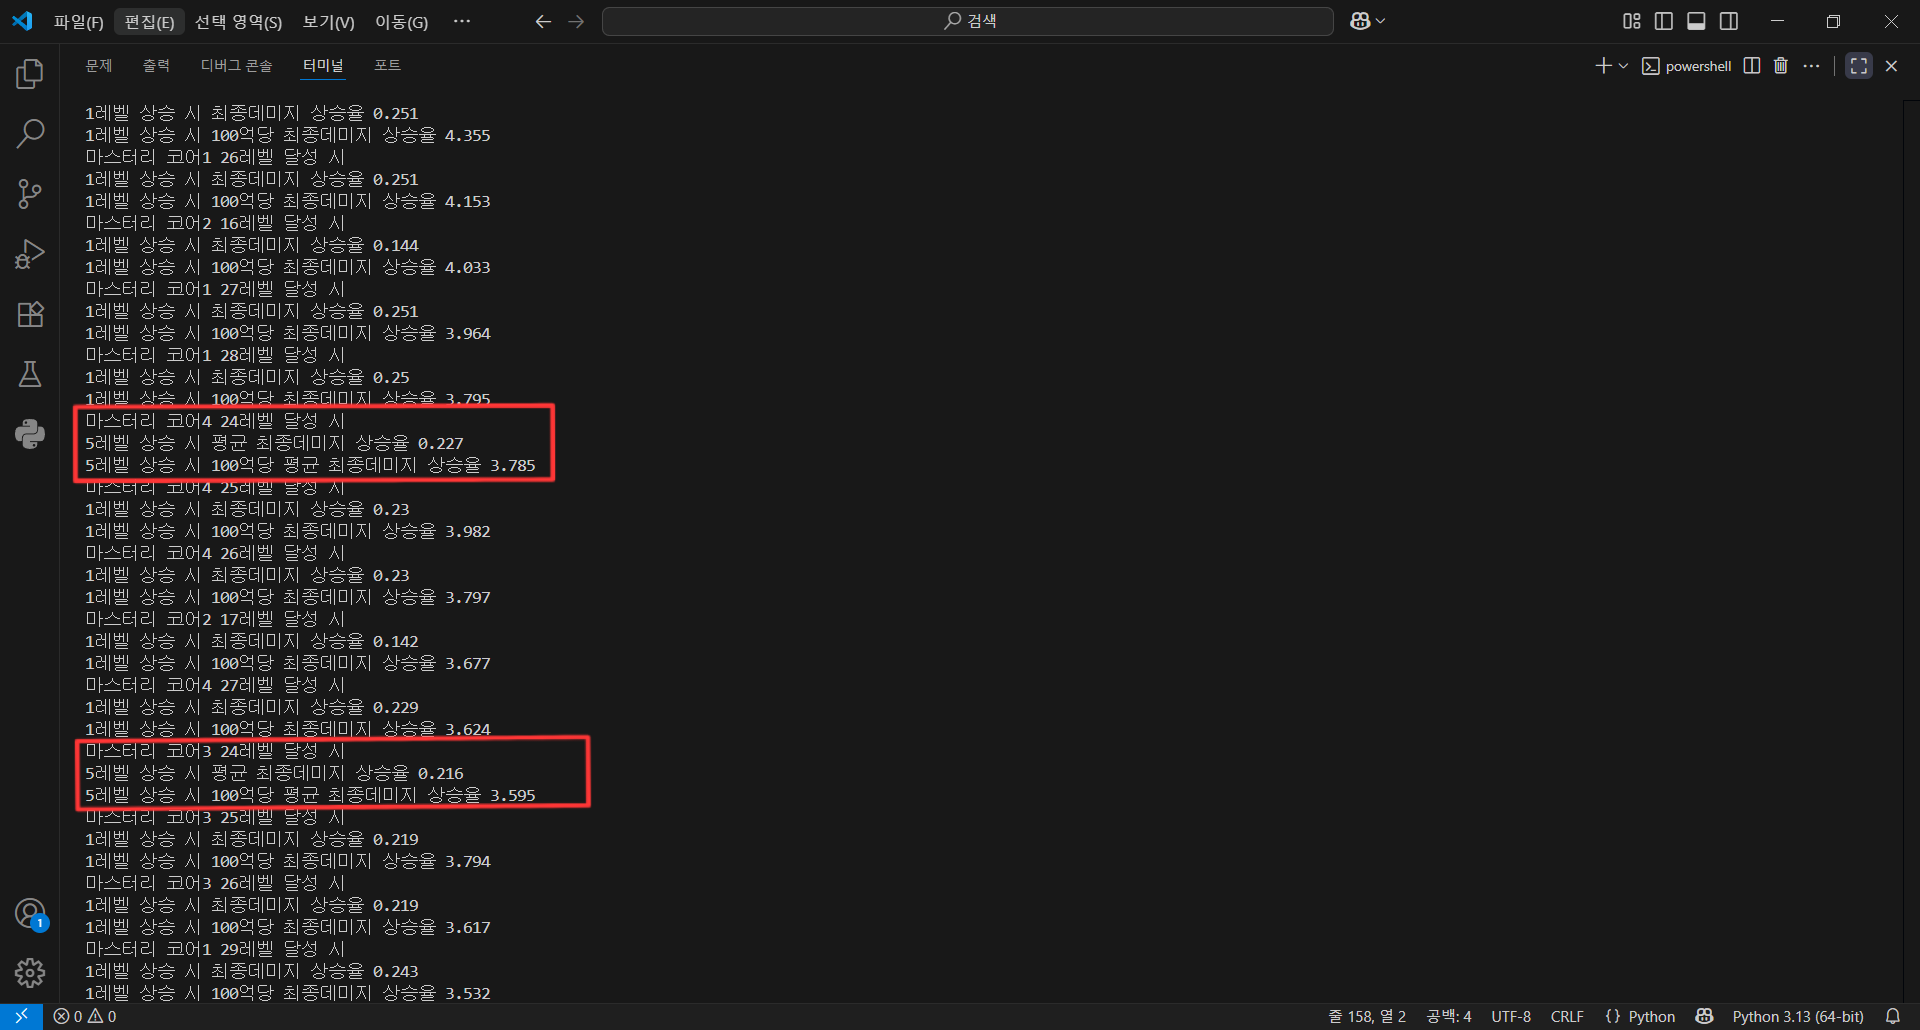 파일(F) 편집(E) 선택 영역(S) 보기(V) 이동(G) ··· 검색
문제 출력 디버그 콘솔 터미널 포트 powershell
1레벨 상승 시 최종데미지 상승율 0.251
1레벨 상승 시 100억당 최종데미지 상승율 4.355
마스터리 코어1 26레벨 달성 시
1레벨 상승 시 최종데미지 상승율 0.251
1레벨 상승 시 100억당 최종데미지 상승율 4.153
마스터리 코어2 16레벨 달성 시
1레벨 상승 시 최종데미지 상승율 0.144
1레벨 상승 시 100억당 최종데미지 상승율 4.033
마스터리 코어1 27레벨 달성 시
1레벨 상승 시 최종데미지 상승율 0.251
1레벨 상승 시 100억당 최종데미지 상승율 3.964
마스터리 코어1 28레벨 달성 시
1레벨 상승 시 최종데미지 상승율 0.25
1레벨 상승 시 100억당 최종데미지 상승율 3.795
마스터리 코어4 24레벨 달성 시
5레벨 상승 시 평균 최종데미지 상승율 0.227
5레벨 상승 시 100억당 평균 최종데미지 상승율 3.785
마스터리 코어4 25레벨 달성 시
1레벨 상승 시 최종데미지 상승율 0.23
1레벨 상승 시 100억당 최종데미지 상승율 3.982
마스터리 코어4 26레벨 달성 시
1레벨 상승 시 최종데미지 상승율 0.23
1레벨 상승 시 100억당 최종데미지 상승율 3.797
마스터리 코어2 17레벨 달성 시
1레벨 상승 시 최종데미지 상승율 0.142
1레벨 상승 시 100억당 최종데미지 상승율 3.677
마스터리 코어4 27레벨 달성 시
1레벨 상승 시 최종데미지 상승율 0.229
1레벨 상승 시 100억당 최종데미지 상승율 3.624
마스터리 코어3 24레벨 달성 시
5레벨 상승 시 평균 최종데미지 상승율 0.216
5레벨 상승 시 100억당 평균 최종데미지 상승율 3.595
마스터리 코어3 25레벨 달성 시
1레벨 상승 시 최종데미지 상승율 0.219
1레벨 상승 시 100억당 최종데미지 상승율 3.794
마스터리 코어3 26레벨 달성 시
1레벨 상승 시 최종데미지 상승율 0.219
1레벨 상승 시 100억당 최종데미지 상승율 3.617
마스터리 코어1 29레벨 달성 시
1레벨 상승 시 최종데미지 상승율 0.243
1레벨 상승 시 100억당 최종데미지 상승율 3.532
1
0 0 줄 158, 열 2 공백: 4 UTF-8 CRLF {} Python Python 3.13 (64-bit)